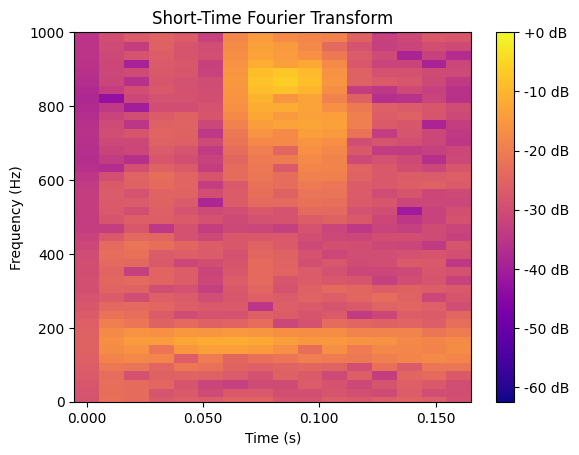 Short-Time Fourier Transform
1000
800
600
400
200
0
Frequency (Hz)
0.000
0.050
0.100
0.150
Time (s)
+0 dB
-10 dB
-20 dB
-30 dB
-40 dB
-50 dB
-60 dB